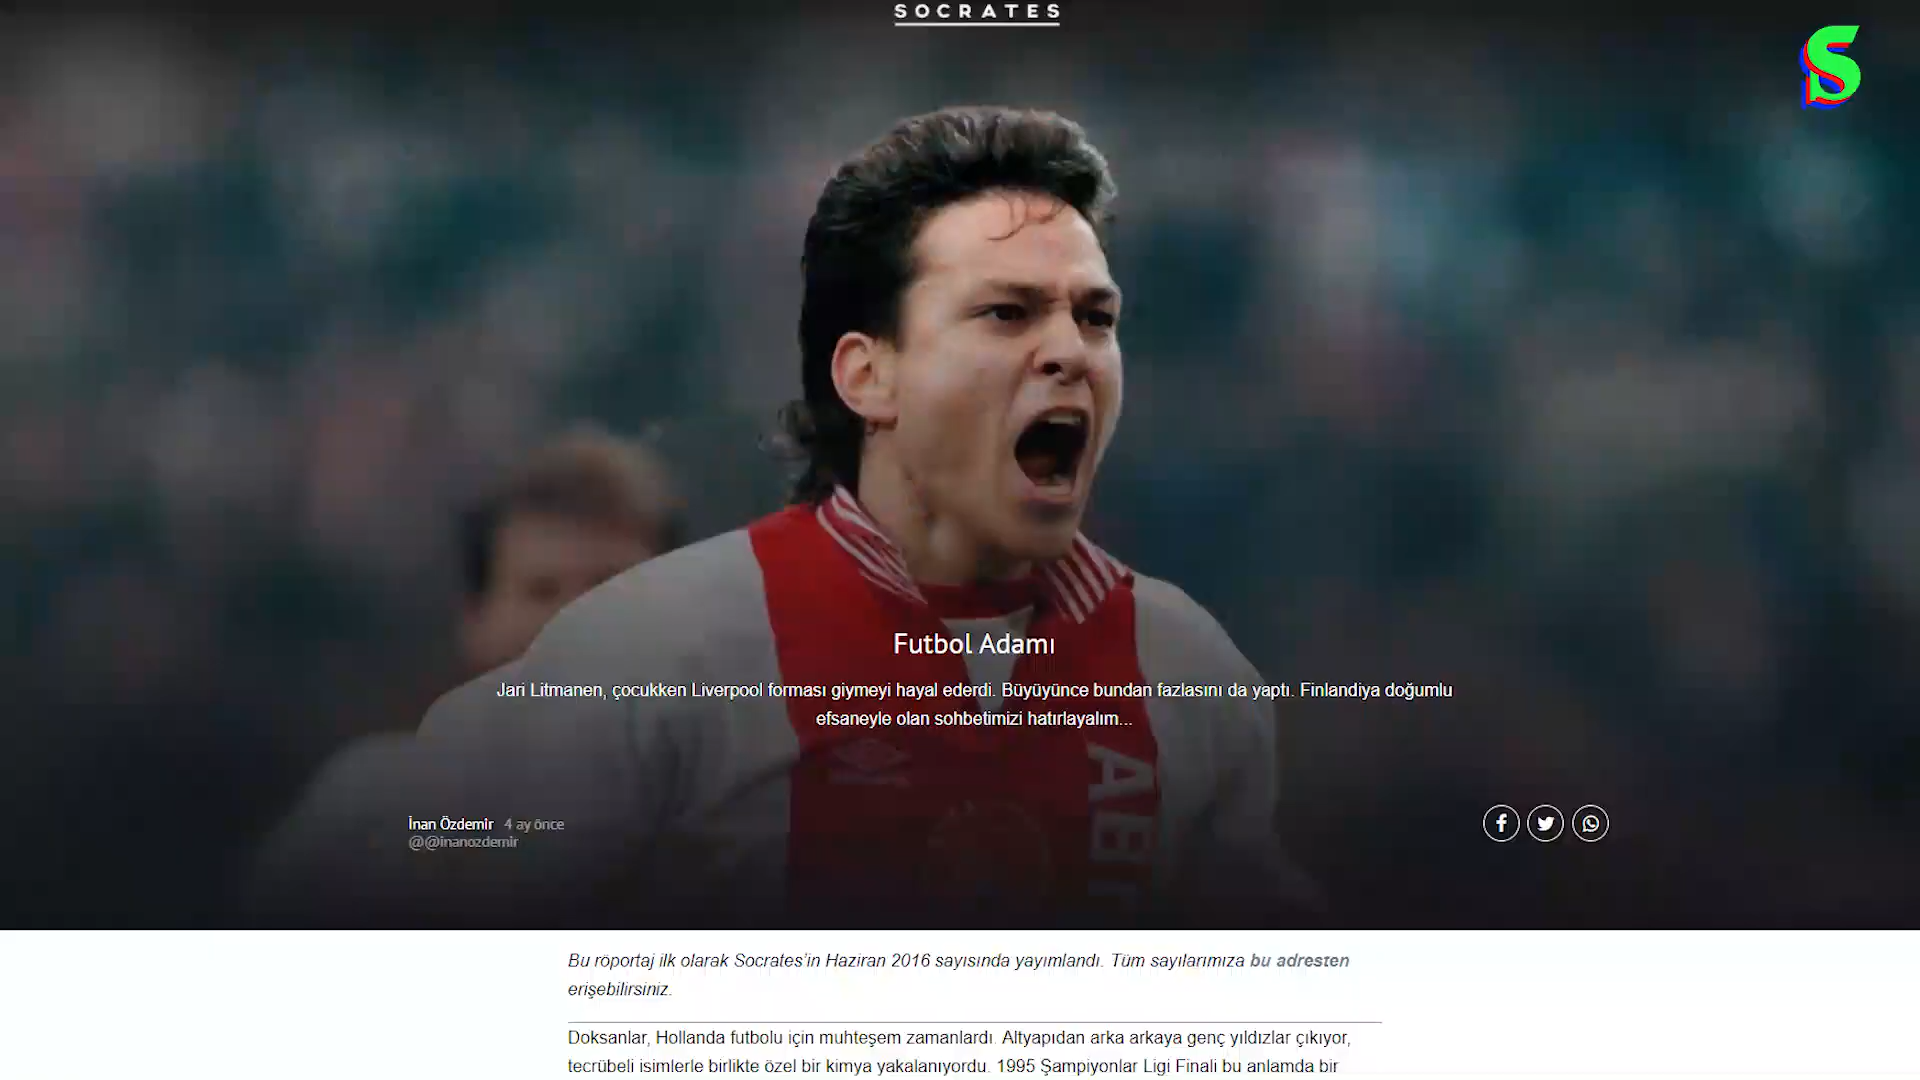 SOCRATES
S
Futbol Adamı
Jari Litmanen, çocukken Liverpool forması giymeyi hayal ederdi. Büyüyünce bundan fazlasını da yaptı. Finlandiya doğumlu
efsaneyle olan sohbetimizi hatırlayalım...
ABN
İnan Özdemir 4 ay önce
@@inanozdemir
Bu röportaj ilk olarak Socrates'in Haziran 2016 sayısında yayımlandı. Tüm sayılarımıza bu adresten
erişebilirsiniz.
Doksanlar, Hollanda futbolu için muhteşem zamanlardı. Altyapıdan arka arkaya genç yıldızlar çıkıyor,
tecrübeli isimlerle birlikte özel bir kimya yakalanıyordu. 1995 Şampiyonlar Ligi Finali bu anlamda bir